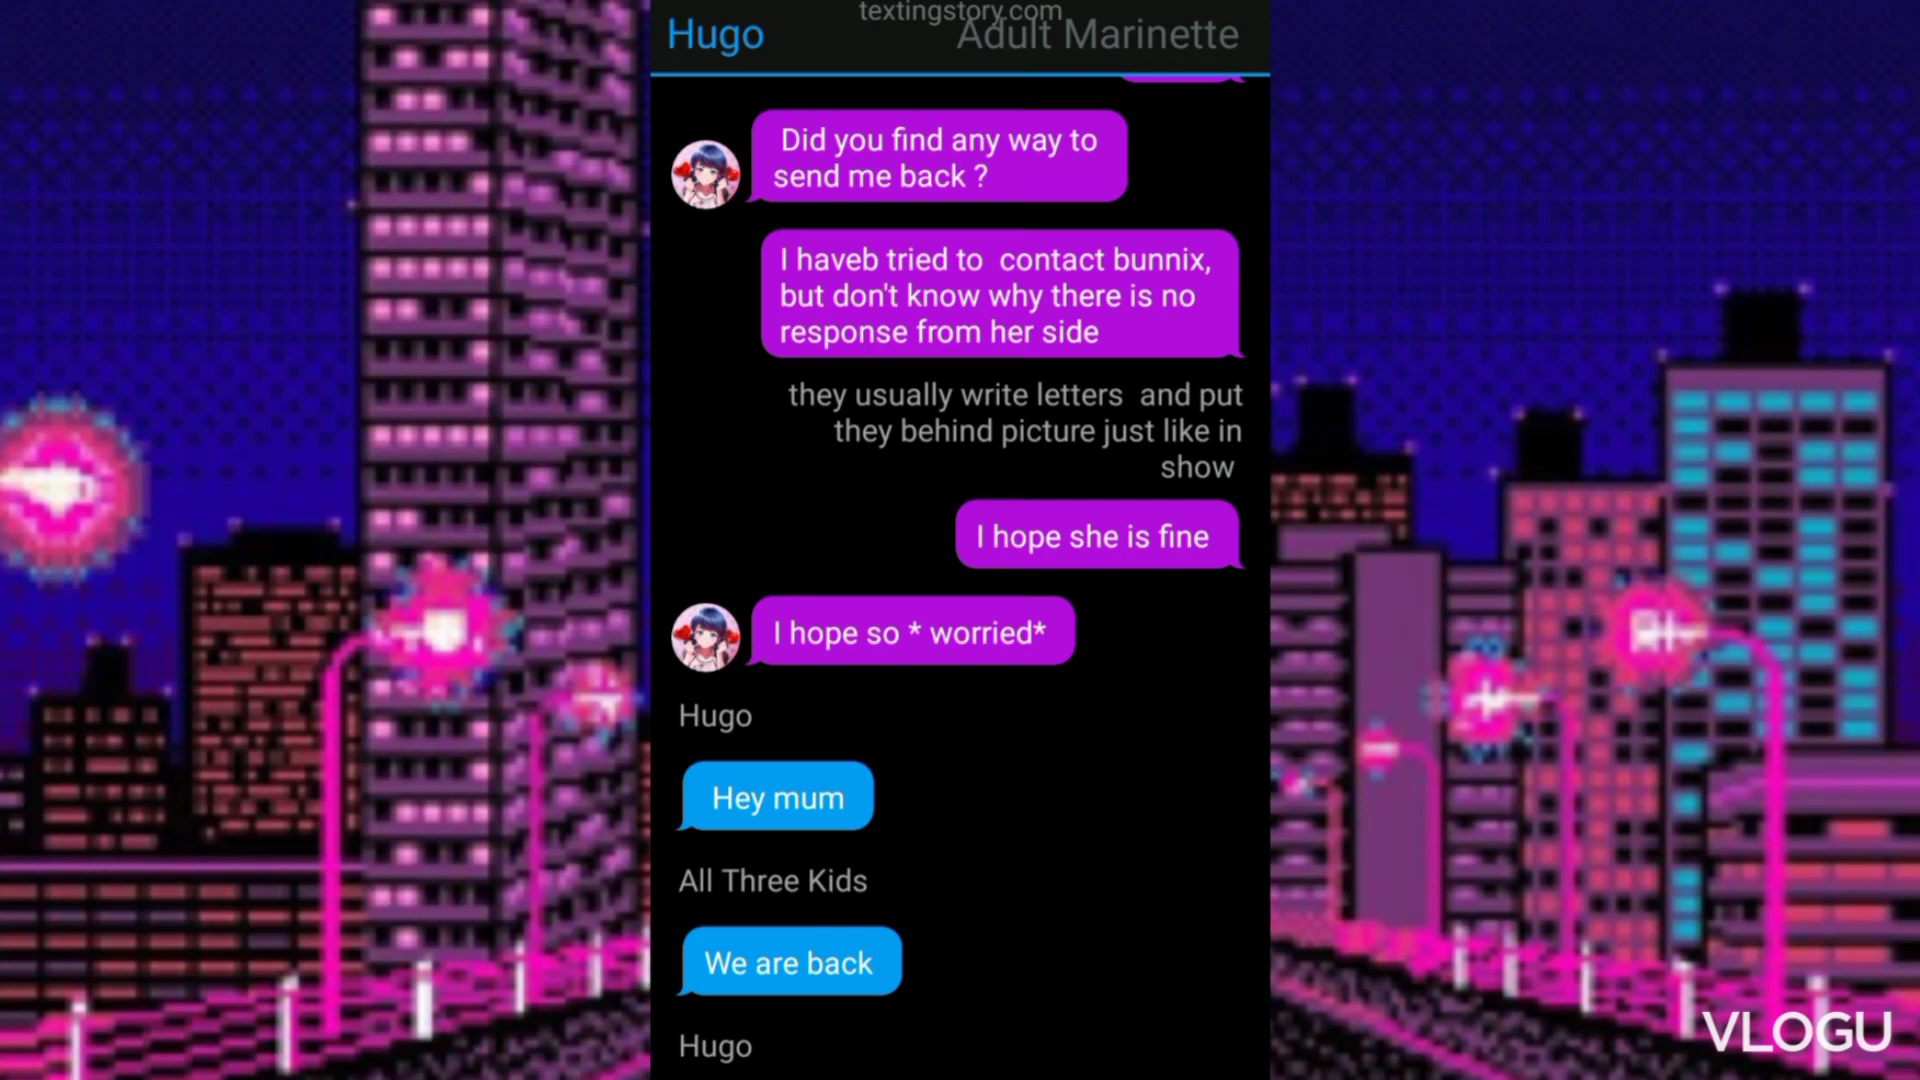 textingstory.com
Hugo
Adult Marinette
Did you find any way to
send me back ?
I haveb tried to  contact bunnix,
but don't know why there is no
response from her side
they usually write letters  and put
they behind picture just like in
show
I hope she is fine
I hope so * worried*
Hugo
Hey mum
All Three Kids
We are back
Hugo
VLOGU